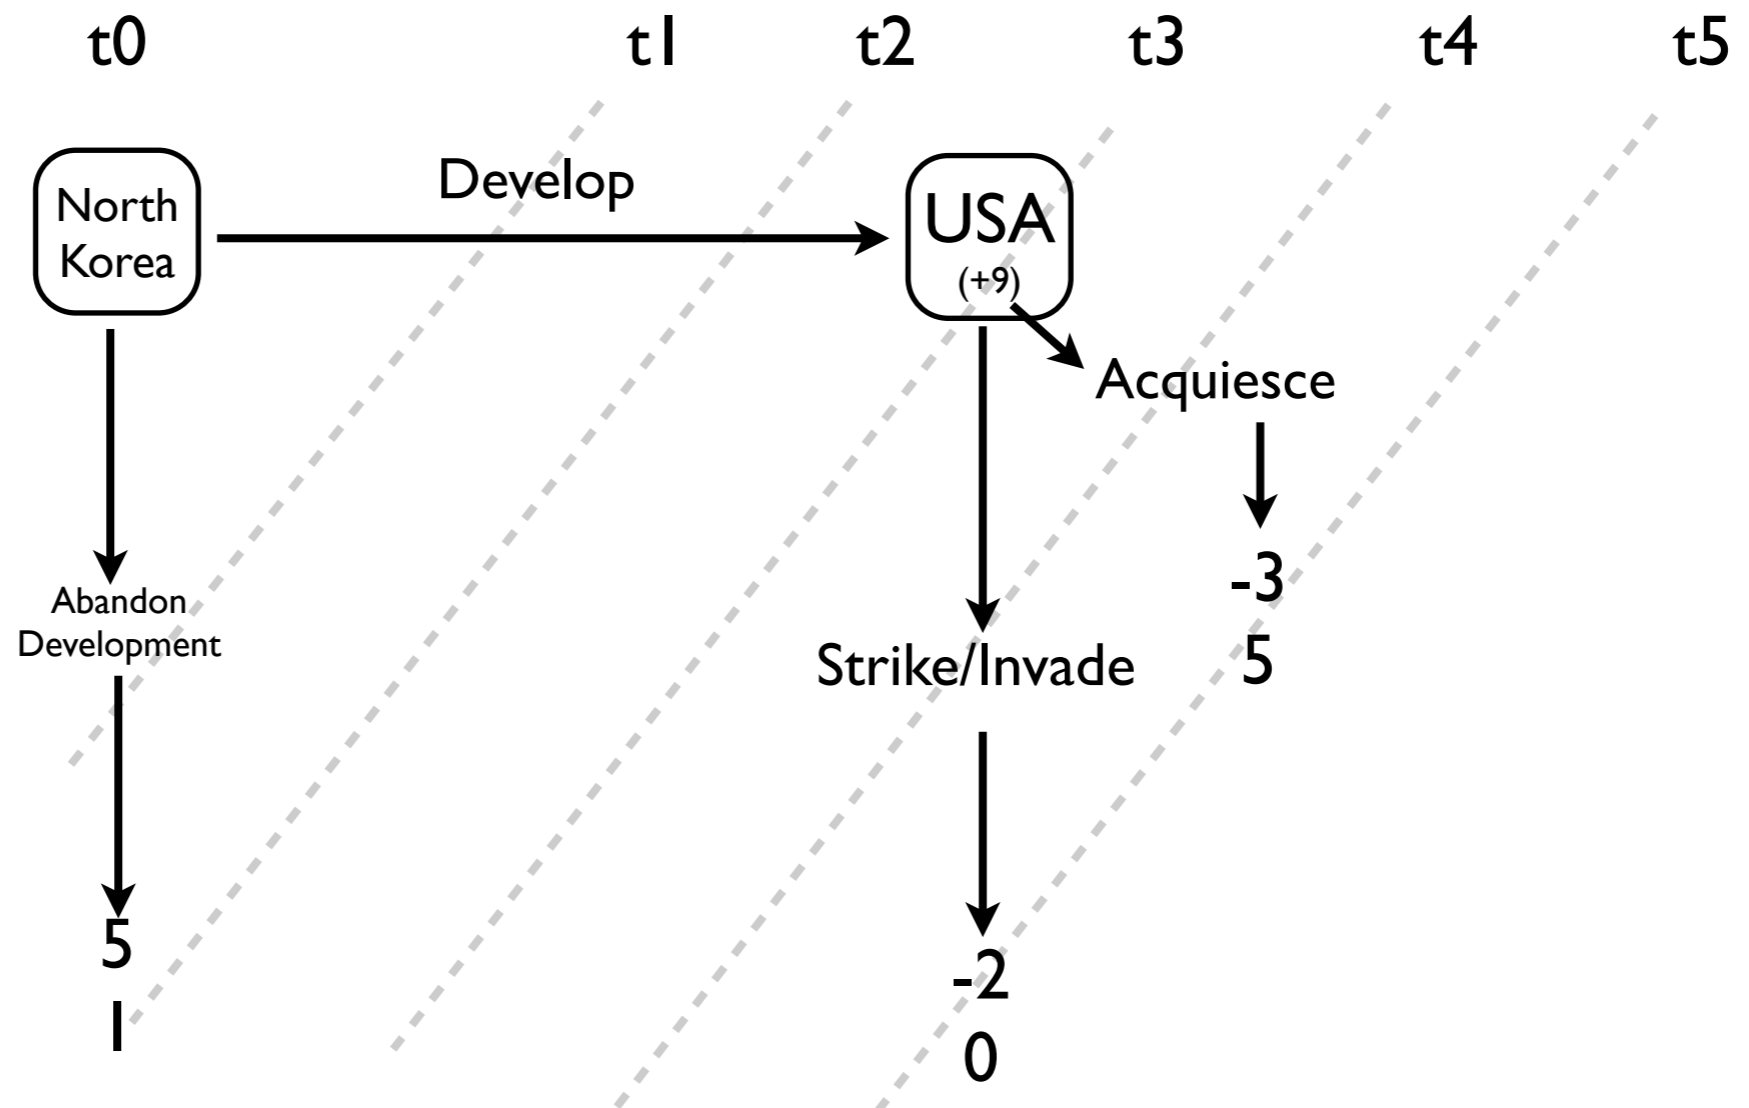 t0 t1 t2 t3 t4 t5
Develop
North
Korea
USA
(+9)
Acquiesce
Abandon
Development
Strike/Invade
-3
5
5
1
-2
0